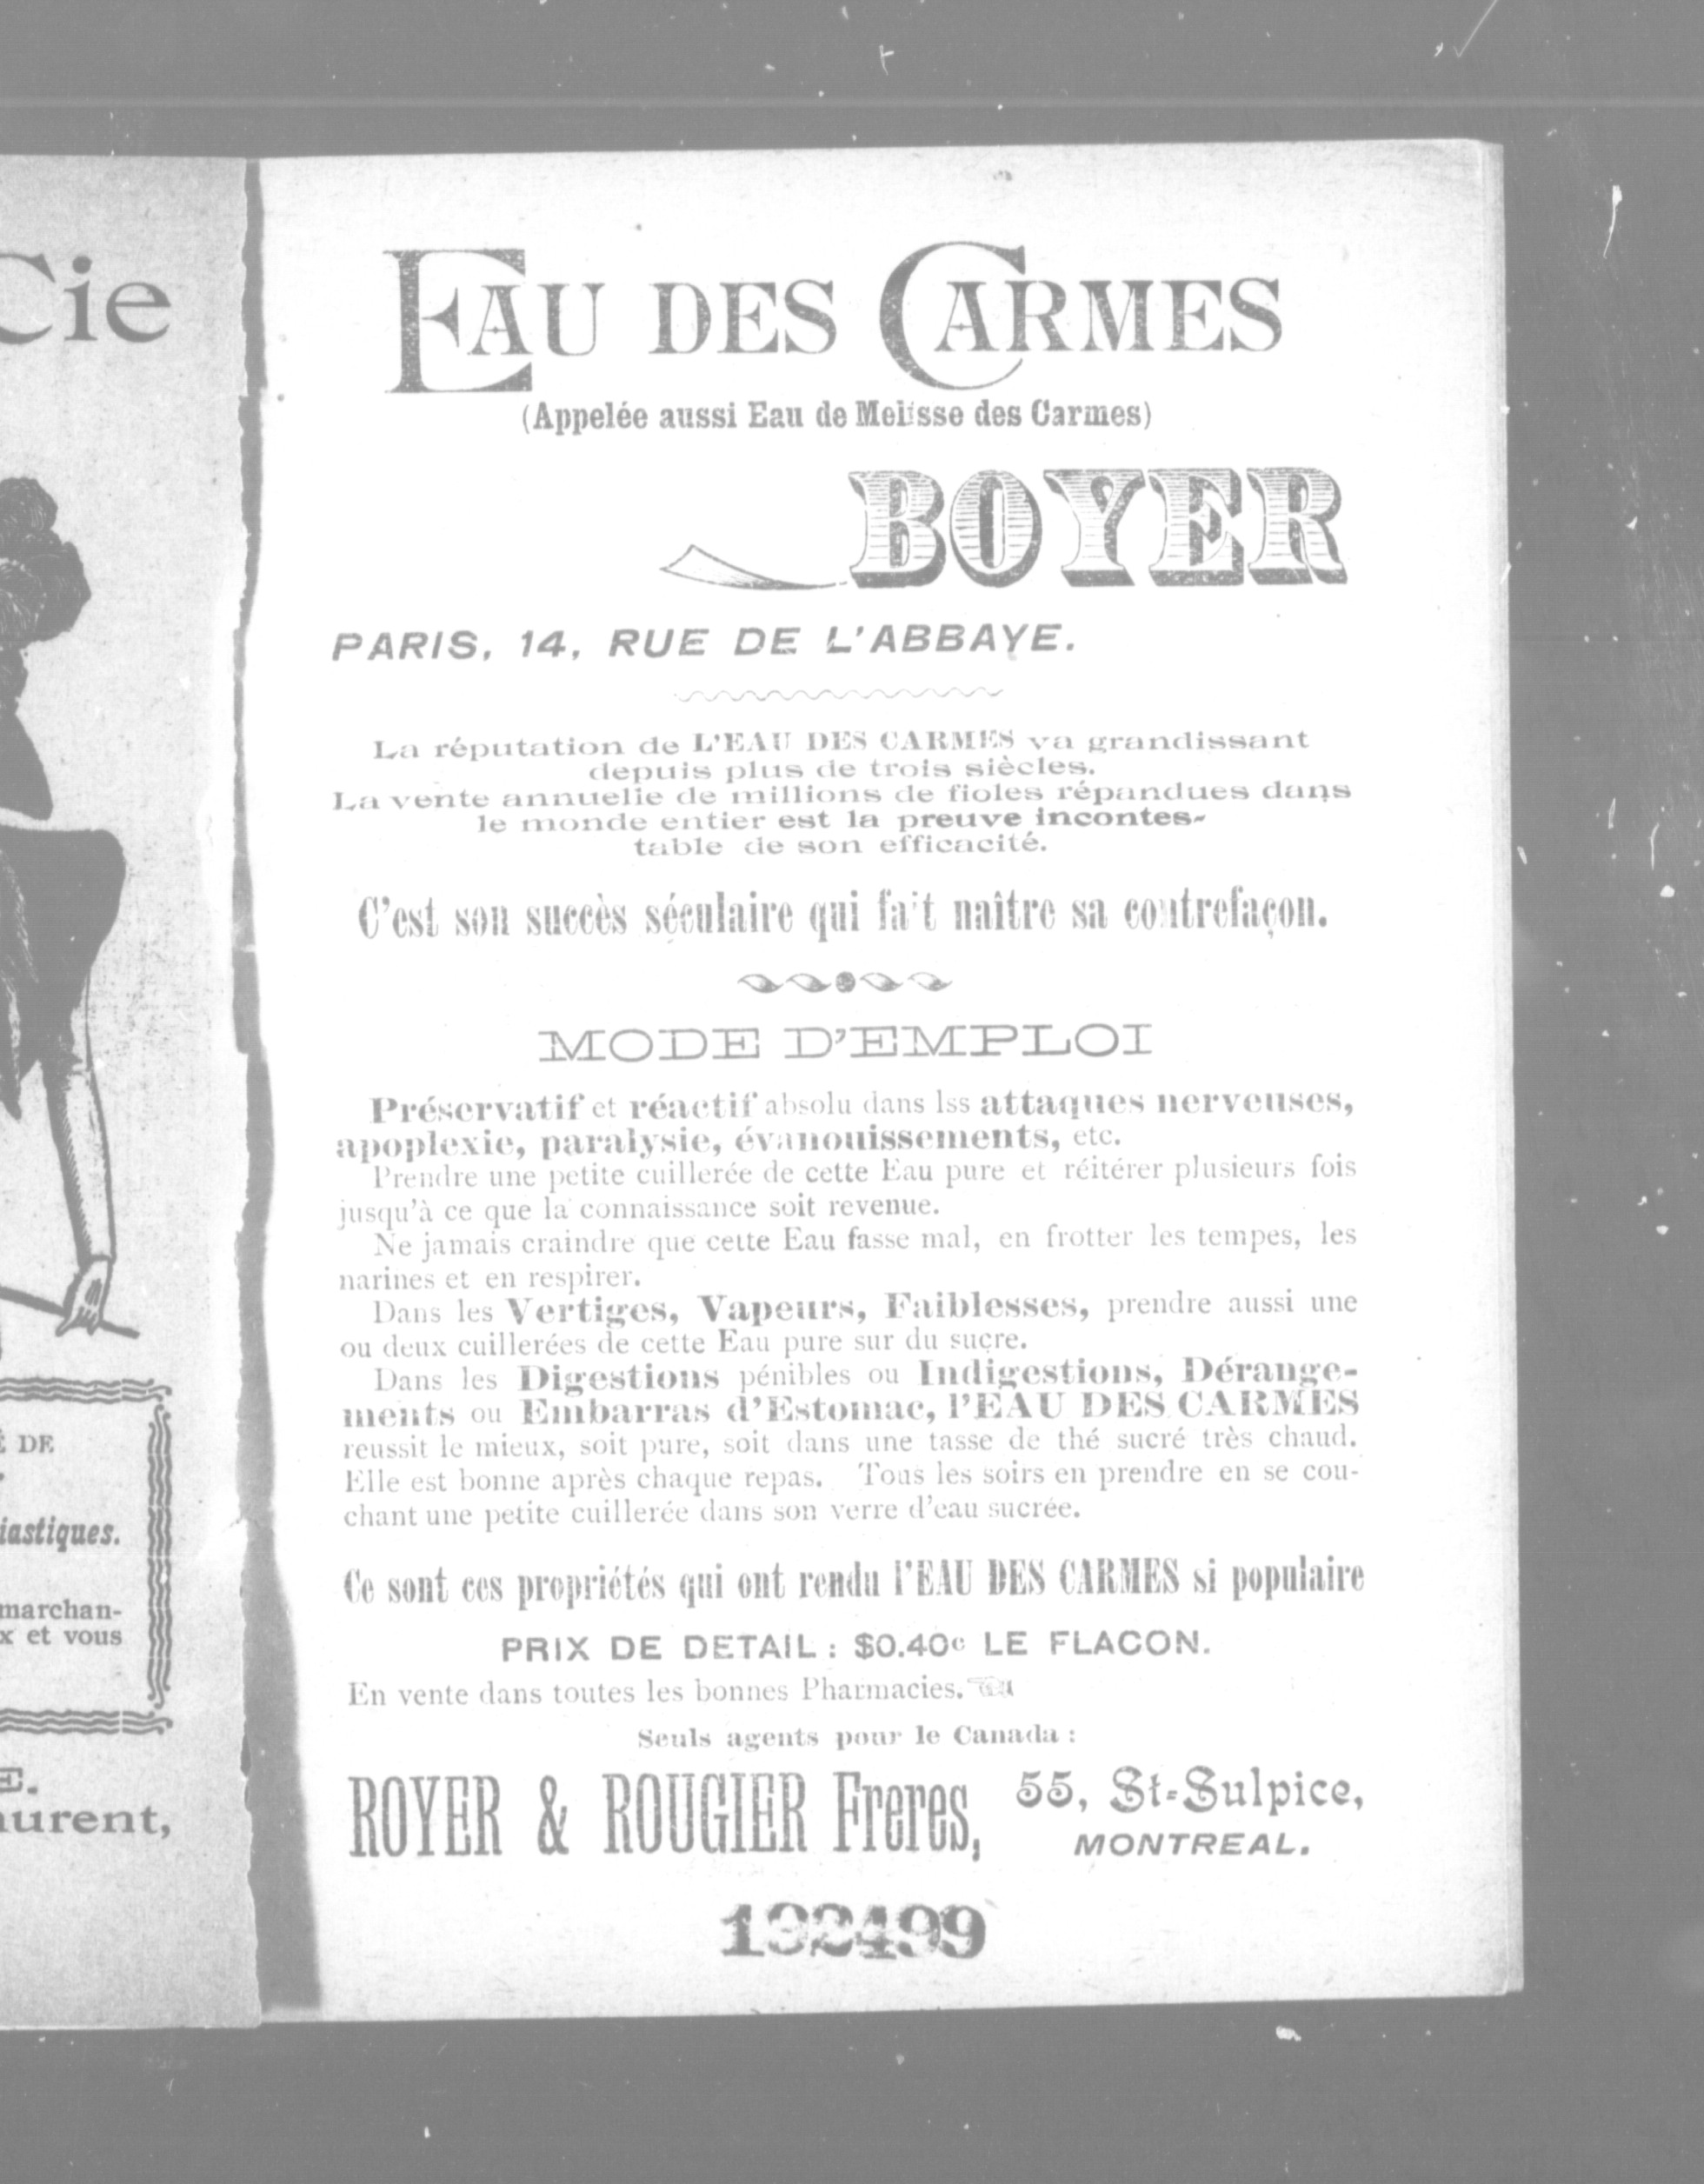 Cie
É DE
iastiques.
marchan-
x et vous
E.
aurent,
EAU DES CARMES
(Appelée aussi Eau de Melisse des Carmes)
BOYER
PARIS, 14, RUE DE L'ABBAYE.
La réputation de L'EAU DES CARMES va grandissant
depuis plus de trois siècles.
La vente annuelle de millions de fioles répandues dans
le monde entier est la preuve incontes-
table de son efficacité.
C'est son succès séculaire qui fait naître sa contrefaçon.
MODE D'EMPLOI
Préservatif et réactif absolu dans lss attaques nerveuses,
apoplexie, paralysie, évanouissements, etc.
Prendre une petite cuillerée de cette Eau pure et réitérer plusieurs fois
jusqu'à ce que la connaissance soit revenue.
Ne jamais craindre que cette Eau fasse mal, en frotter les tempes, les
narines et en respirer.
Dans les Vertiges, Vapeurs, Faiblesses, prendre aussi une
ou deux cuillerées de cette Eau pure sur du sucre.
Dans les Digestions pénibles ou Indigestions, Dérange-
ments ou Embarras d'Estomac, l'EAU DES CARMES
reussit le mieux, soit pure, soit dans une tasse de thé sucré très chaud.
Elle est bonne après chaque repas. Tous les soirs en prendre en se cou-
chant une petite cuillerée dans son verre d'eau sucrée.
Ce sont ces propriétés qui ont rendu l'EAU DES CARMES si populaire
PRIX DE DETAIL : $0.40c LE FLACON.
En vente dans toutes les bonnes Pharmacies.
Seuls agents pour le Canada :
ROYER & ROUGIER Freres, 55, St-Sulpice,
MONTREAL.
192499